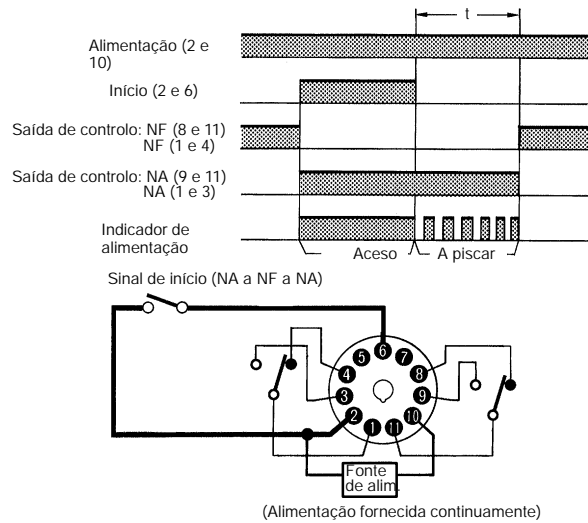 t
Alimentação (2 e
10)
Início (2 e 6)
Saída de controlo: NF (8 e 11)
NF (1 e 4)
Saída de controlo: NA (9 e 11)
NA (1 e 3)
Indicador de
alimentação
Aceso
A piscar
Sinal de início (NA a NF a NA)
5
6
7
4
8
3
9
2
10
1
11
Fonte
de alim.
(Alimentação fornecida continuamente)